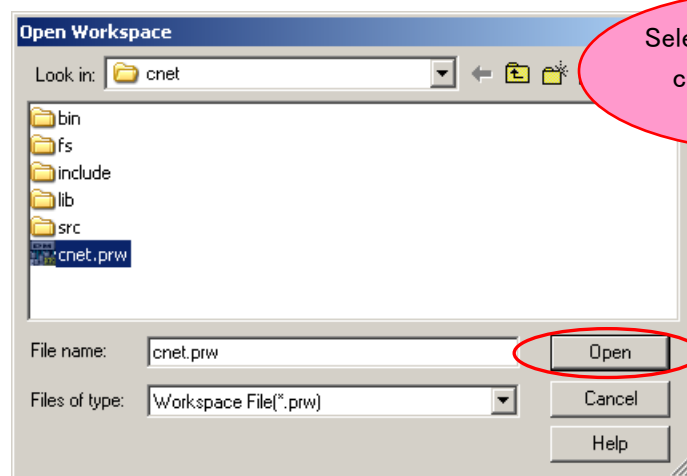 Open Workspace
Look in: cnet
bin
fs
include
lib
src
cnet.prw
File name: cnet.prw
Open
Files of type: Workspace File(*.prw)
Cancel
Help